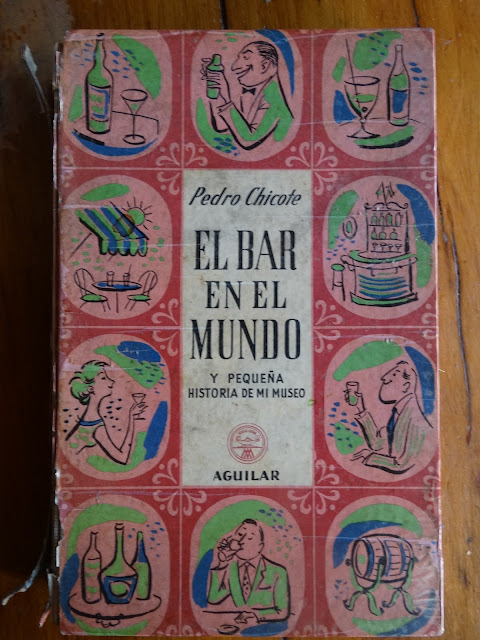 Pedro Chicote
EL BAR
EN EL
MUNDO
Y PEQUEÑA
HISTORIA DE MI MUSEO
AGUILAR